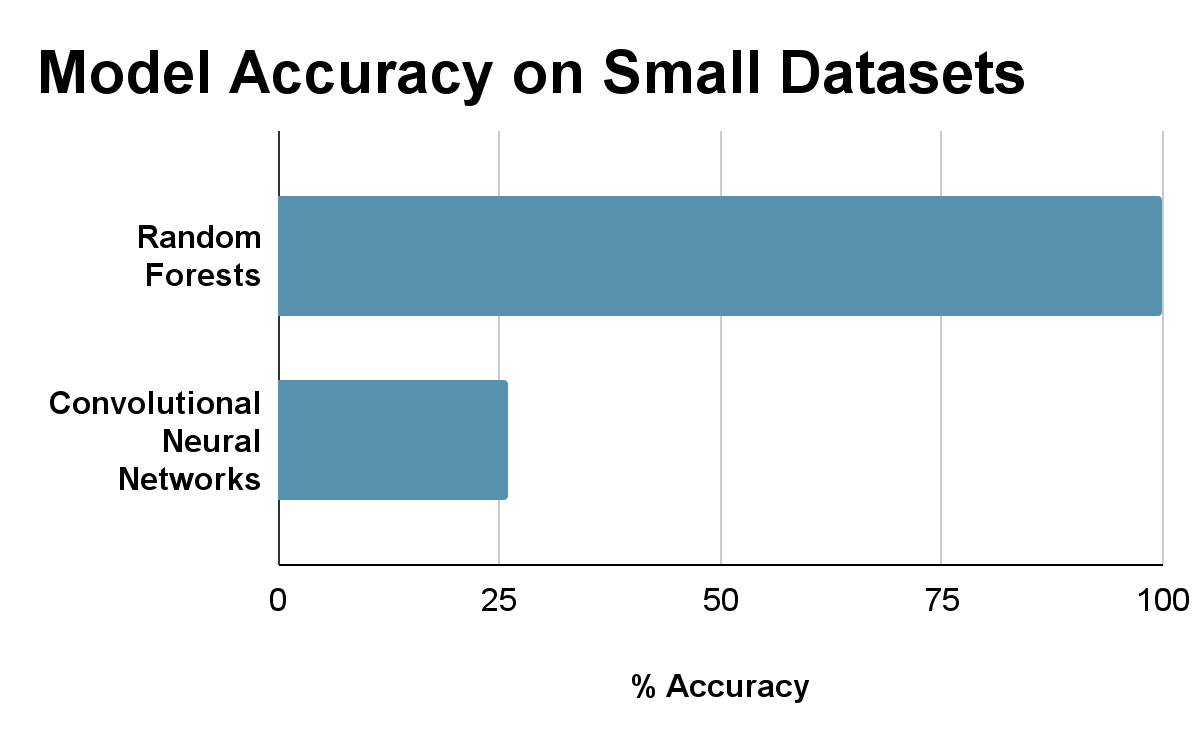 Model Accuracy on Small Datasets
Random
Forests
Convolutional
Neural
Networks
0 25 50 75 100
% Accuracy